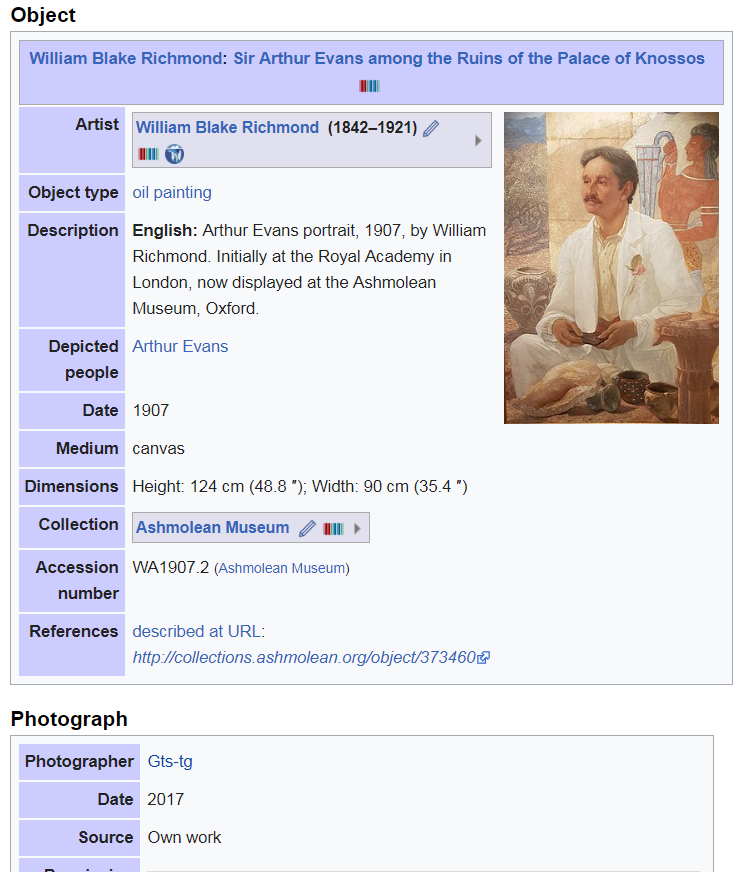 Object
William Blake Richmond: Sir Arthur Evans among the Ruins of the Palace of Knossos
Artist
William Blake Richmond (1842–1921)
Object type
oil painting
Description
English: Arthur Evans portrait, 1907, by William
Richmond. Initially at the Royal Academy in
London, now displayed at the Ashmolean
Museum, Oxford.
Depicted
people
Arthur Evans
Date
1907
Medium
canvas
Dimensions
Height: 124 cm (48.8 ″); Width: 90 cm (35.4 ″)
Collection
Ashmolean Museum
Accession
number
WA1907.2 (Ashmolean Museum)
References
described at URL:
http://collections.ashmolean.org/object/373460
Photograph
Photographer
Gts-tg
Date
2017
Source
Own work